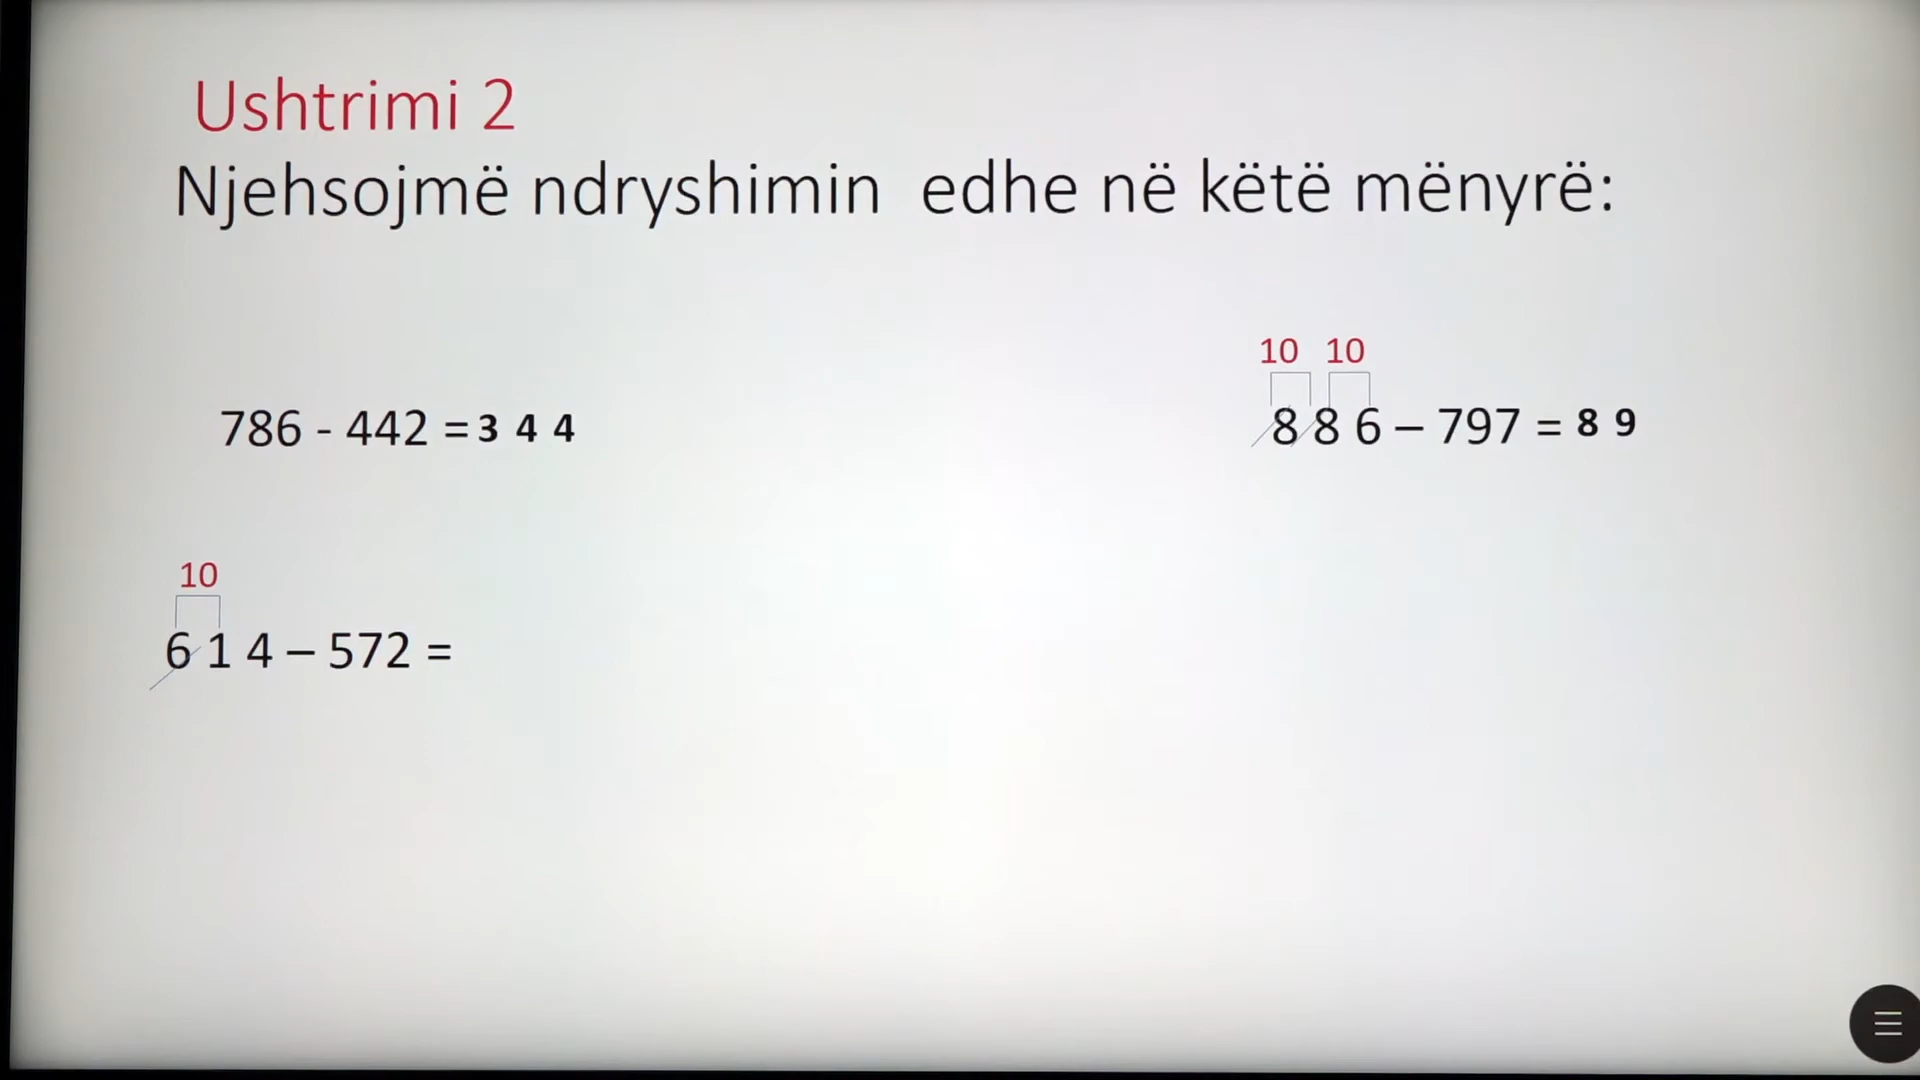 Ushtrimi 2
Njehsojmë ndryshimin edhe në këtë mënyrë:
10 10
786 - 442 = 3 4 4
8 8 6 – 797 = 8 9
10
6 1 4 – 572 =